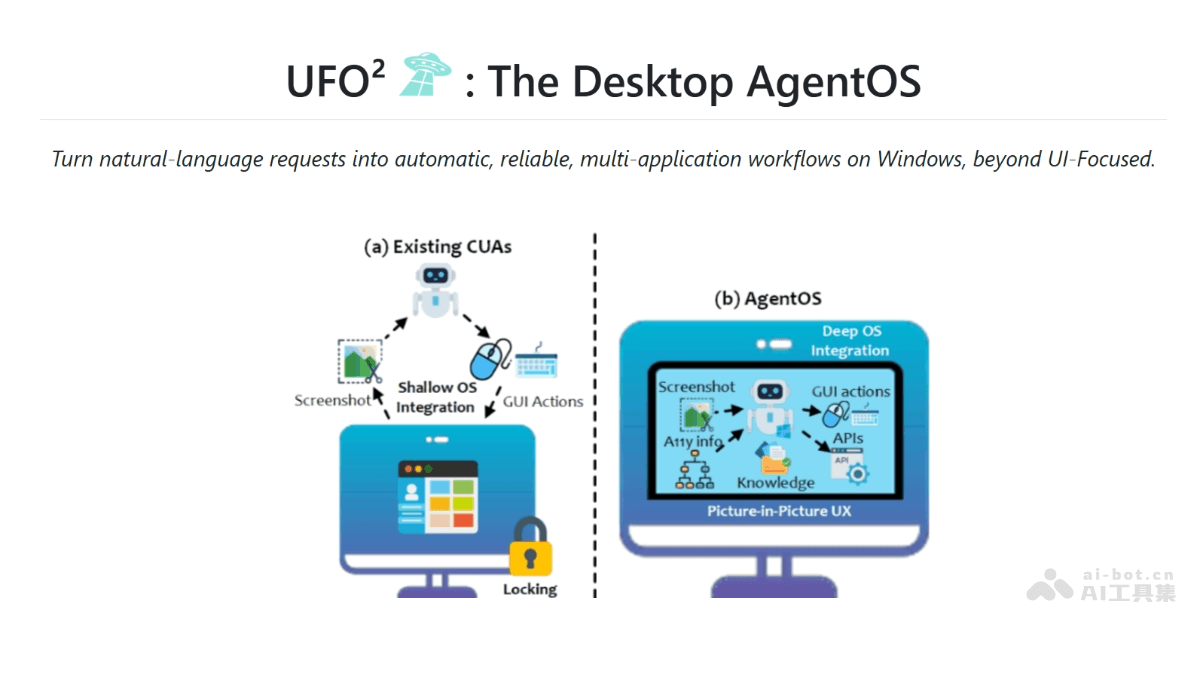 UFO² : The Desktop AgentOS
Turn natural-language requests into automatic, reliable, multi-application workflows on Windows, beyond UI-Focused.
(a) Existing CUAs
Screenshot
Shallow OS
Integration
GUI Actions
Locking
(b) AgentOS
Deep OS
Integration
Screenshot
GUI actions
A11y info
APIs
API
Knowledge
Picture-in-Picture UX
ai-bot.cn
AI工具集